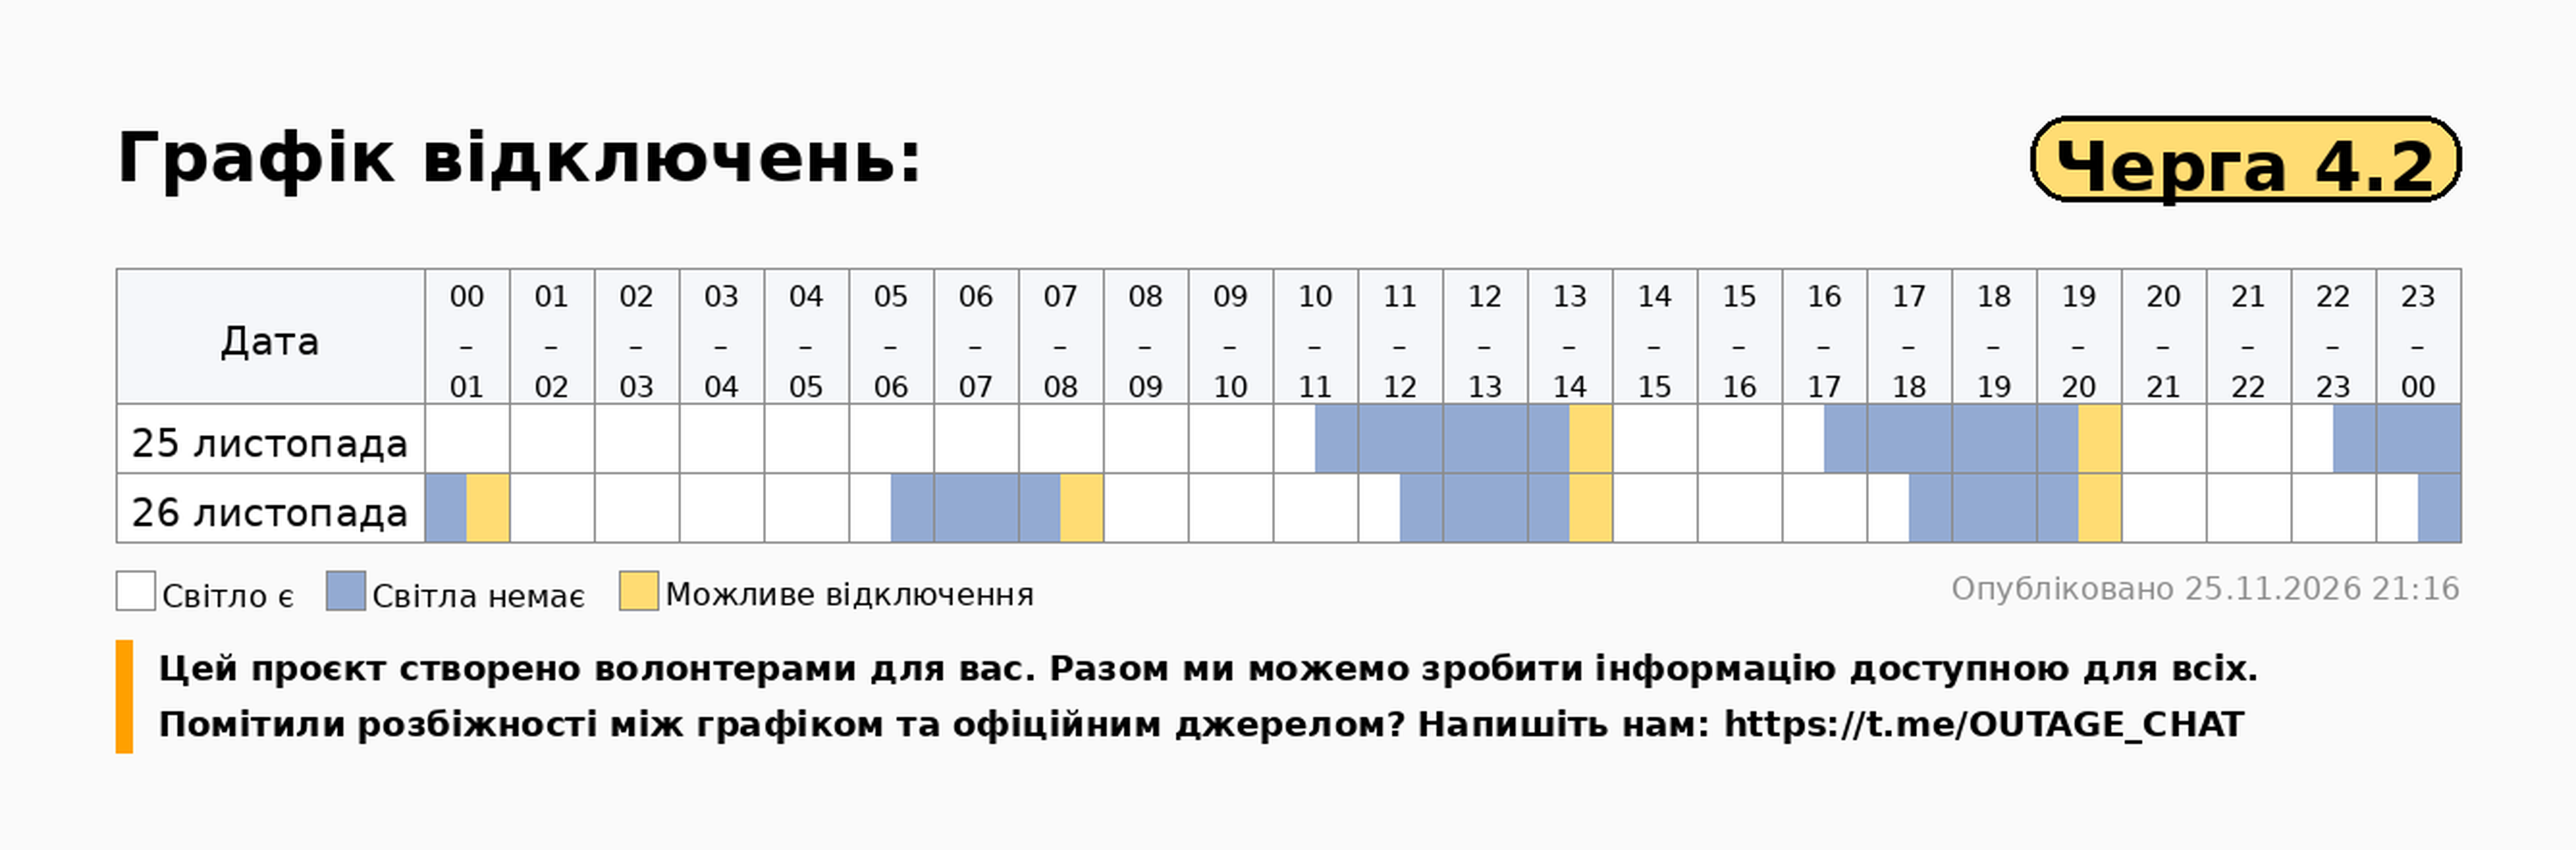 Графік відключень:
Черга 4.2
Дата
00 – 01
01 – 02
02 – 03
03 – 04
04 – 05
05 – 06
06 – 07
07 – 08
08 – 09
09 – 10
10 – 11
11 – 12
12 – 13
13 – 14
14 – 15
15 – 16
16 – 17
17 – 18
18 – 19
19 – 20
20 – 21
21 – 22
22 – 23
23 – 00
25 листопада
26 листопада
Світло є
Світла немає
Можливе відключення
Опубліковано 25.11.2026 21:16
Цей проєкт створено волонтерами для вас. Разом ми можемо зробити інформацію доступною для всіх.
Помітили розбіжності між графіком та офіційним джерелом? Напишіть нам: https://t.me/OUTAGE_CHAT